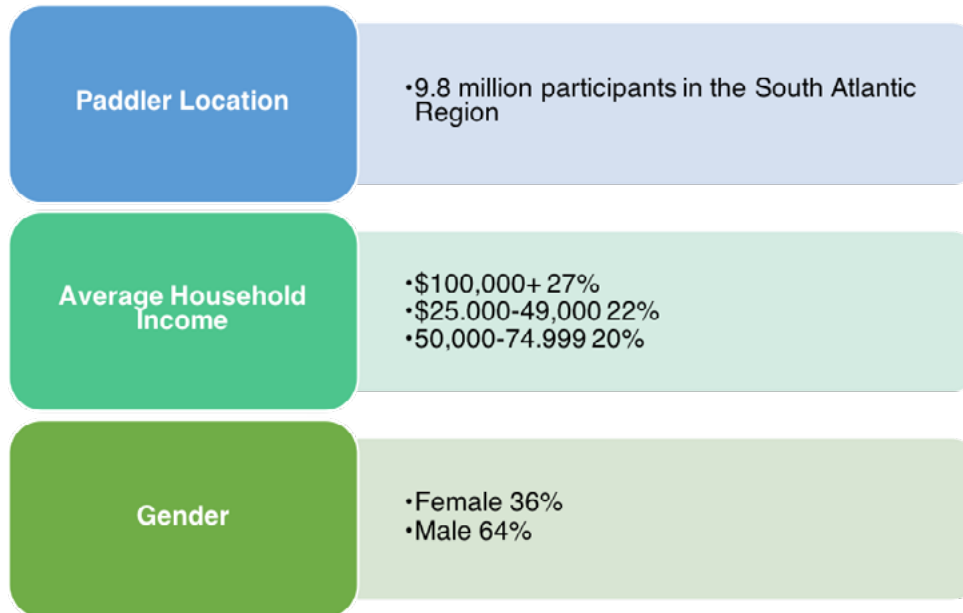 Paddler Location
•9.8 million participants in the South Atlantic
Region
Average Household
Income
•$100,000+ 27%
•$25.000-49,000 22%
•50,000-74.999 20%
Gender
•Female 36%
•Male 64%